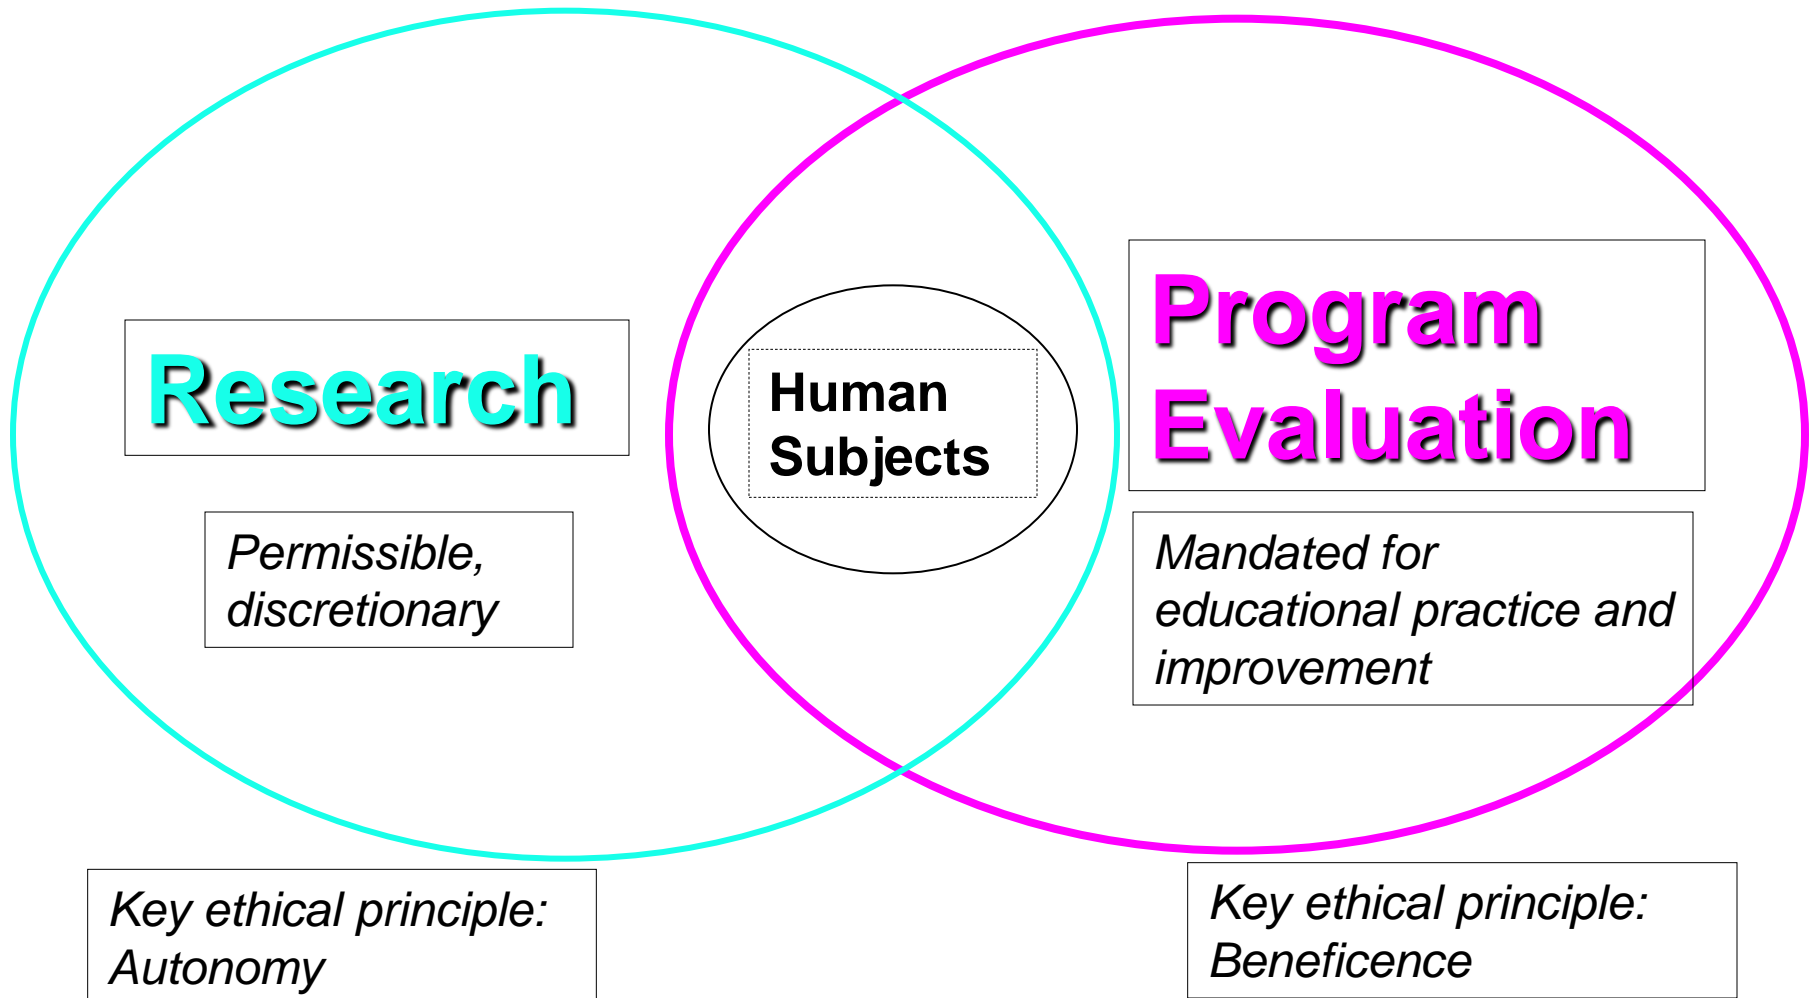 Research
Permissible,
discretionary
Key ethical principle:
Autonomy
Human
Subjects
Program
Evaluation
Mandated for
educational practice and
improvement
Key ethical principle:
Beneficence